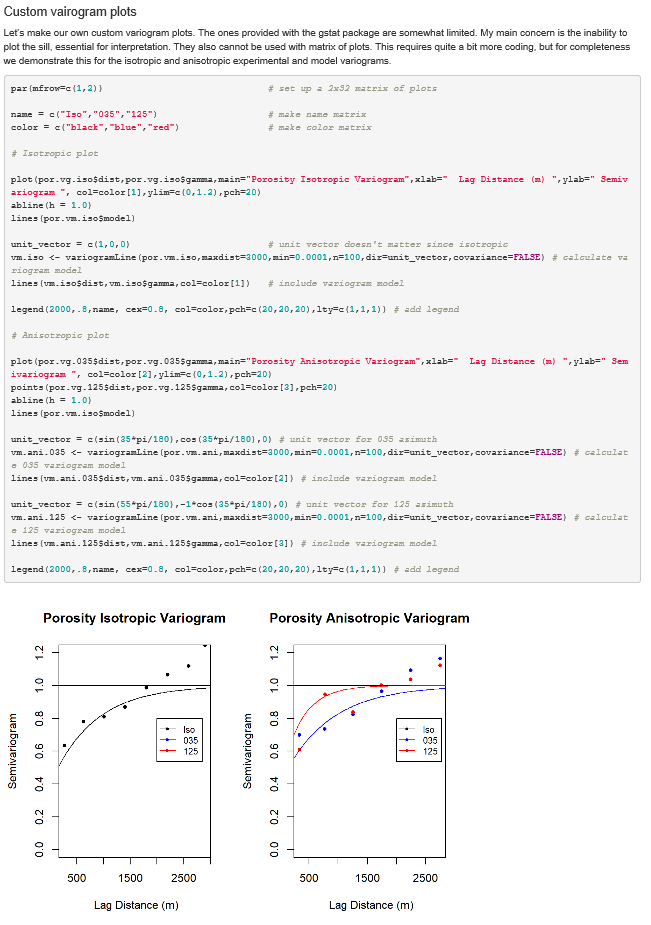 Custom vairogram plots
Let's make our own custom variogram plots. The ones provided with the gstat package are somewhat limited. My main concern is the inability to
plot the sill, essential for interpretation. They also cannot be used with matrix of plots. This requires quite a bit more coding, but for completeness
we demonstrate this for the isotropic and anisotropic experimental and model variograms.
par(mfrow=c(1,2)) # set up a 2x32 matrix of plots
name = c("Iso","035","125") # make name matrix
color = c("black","blue","red") # make color matrix
# Isotropic plot
plot(por.vg.iso$dist,por.vg.iso$gamma,main="Porosity Isotropic Variogram",xlab="  Lag Distance (m) ",ylab=" Semiv
ariogram ", col=color[1],ylim=c(0,1.2),pch=20)
abline(h = 1.0)
lines(por.vm.iso$model)
unit_vector = c(1,0,0) # unit vector doesn't matter since isotropic
vm.iso <- variogramLine(por.vm.iso,maxdist=3000,min=0.0001,n=100,dir=unit_vector,covariance=FALSE) # calculate va
riogram model
lines(vm.iso$dist,vm.iso$gamma,col=color[1]) # include variogram model
legend(2000,.8,name, cex=0.8, col=color,pch=c(20,20,20),lty=c(1,1,1)) # add legend
# Anisotropic plot
plot(por.vg.035$dist,por.vg.035$gamma,main="Porosity Anisotropic Variogram",xlab="  Lag Distance (m) ",ylab=" Sem
ivariogram ", col=color[2],ylim=c(0,1.2),pch=20)
points(por.vg.125$dist,por.vg.125$gamma,col=color[3],pch=20)
abline(h = 1.0)
lines(por.vm.iso$model)
unit_vector = c(sin(35*pi/180),cos(35*pi/180),0) # unit vector for 035 azimuth
vm.ani.035 <- variogramLine(por.vm.ani,maxdist=3000,min=0.0001,n=100,dir=unit_vector,covariance=FALSE) # calculat
e 035 variogram model
lines(vm.ani.035$dist,vm.ani.035$gamma,col=color[2]) # include variogram model
unit_vector = c(sin(55*pi/180),-1*cos(35*pi/180),0) # unit vector for 125 azimuth
vm.ani.125 <- variogramLine(por.vm.ani,maxdist=3000,min=0.0001,n=100,dir=unit_vector,covariance=FALSE) # calculat
e 125 variogram model
lines(vm.ani.125$dist,vm.ani.125$gamma,col=color[3]) # include variogram model
legend(2000,.8,name, cex=0.8, col=color,pch=c(20,20,20),lty=c(1,1,1)) # add legend
Porosity Isotropic Variogram
1.2
1.0
0.8
0.6
0.4
0.2
0.0
Semivariogram
Iso
035
125
500 1500 2500
Lag Distance (m)
Porosity Anisotropic Variogram
1.2
1.0
0.8
0.6
0.4
0.2
0.0
Semivariogram
Iso
035
125
500 1500 2500
Lag Distance (m)